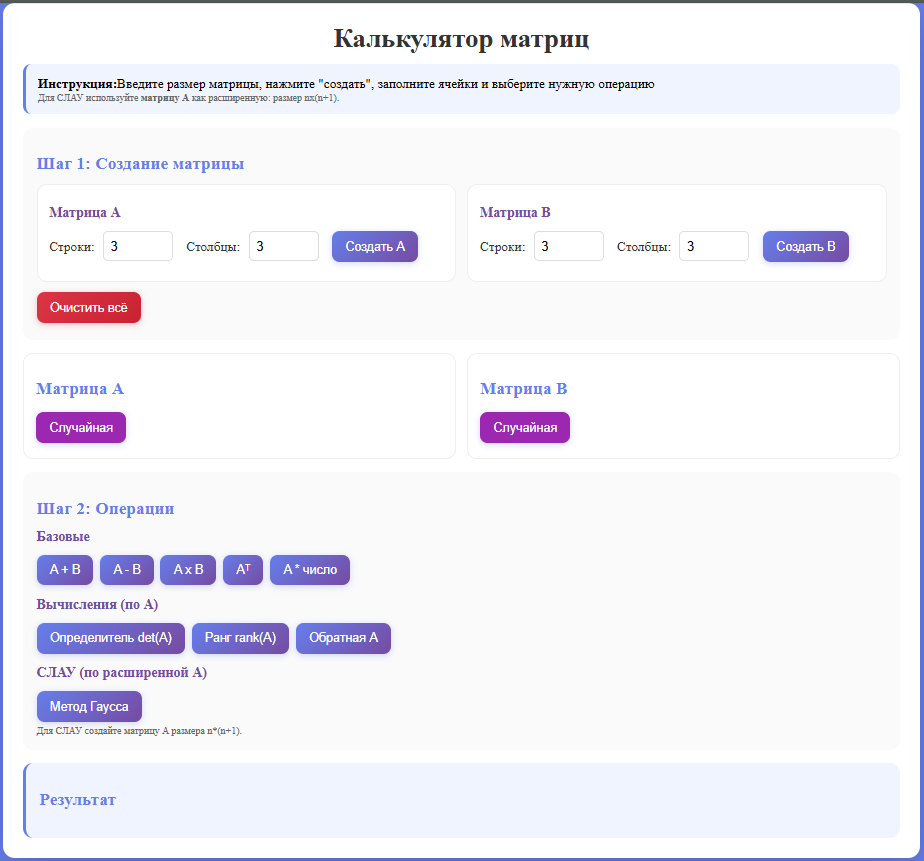 Калькулятор матриц
Инструкция:Введите размер матрицы, нажмите "создать", заполните ячейки и выберите нужную операцию
Для СЛАУ используйте матрицу A как расширенную: размер nx(n+1).
Шаг 1: Создание матрицы
Матрица A
Строки: 3 Столбцы: 3 Создать A
Матрица B
Строки: 3 Столбцы: 3 Создать B
Очистить всё
Матрица A
Случайная
Матрица B
Случайная
Шаг 2: Операции
Базовые
A + B A - B A x B Aᵀ A * число
Вычисления (по A)
Определитель det(A) Ранг rank(A) Обратная A
СЛАУ (по расширенной A)
Метод Гаусса
Для СЛАУ создайте матрицу A размера n*(n+1).
Результат